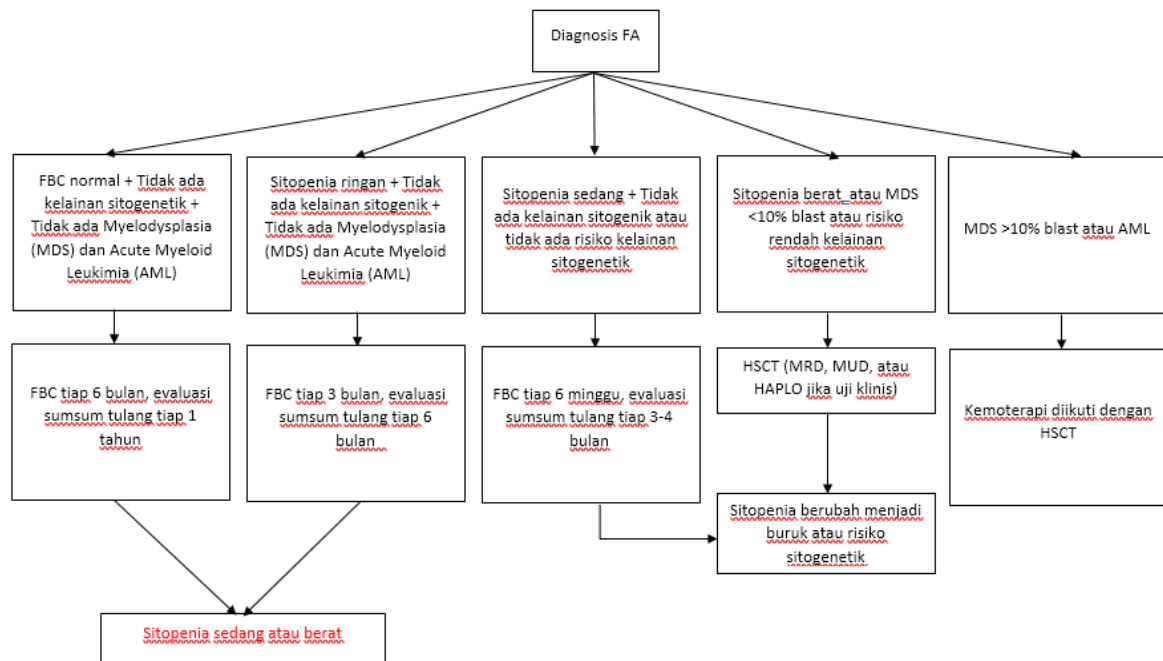 Diagnosis FA
FBC normal + Tidak ada
kelainan sitogenetik +
Tidak ada Myelodysplasia
(MDS) dan Acute Myeloid
Leukimia (AML)
Sitopenia ringan + Tidak
ada kelainan sitogenik +
Tidak ada Myelodysplasia
(MDS) dan Acute Myeloid
Leukimia (AML)
Sitopenia sedang + Tidak
ada kelainan sitogenik atau
tidak ada risiko kelainan
sitogenetik
Sitopenia berat atau MDS
<10% blast atau risiko
rendah kelainan
sitogenetik
MDS >10% blast atau AML
FBC tiap 6 bulan, evaluasi
sumsum tulang tiap 1
tahun
FBC tiap 3 bulan, evaluasi
sumsum tulang tiap 6
bulan
FBC tiap 6 minggu, evaluasi
sumsum tulang tiap 3-4
bulan
HSCT (MRD, MUD, atau
HAPLO jika uji klinis)
Kemoterapi diikuti dengan
HSCT
Sitopenia berubah menjadi
buruk atau risiko
sitogenetik
Sitopenia sedang atau berat